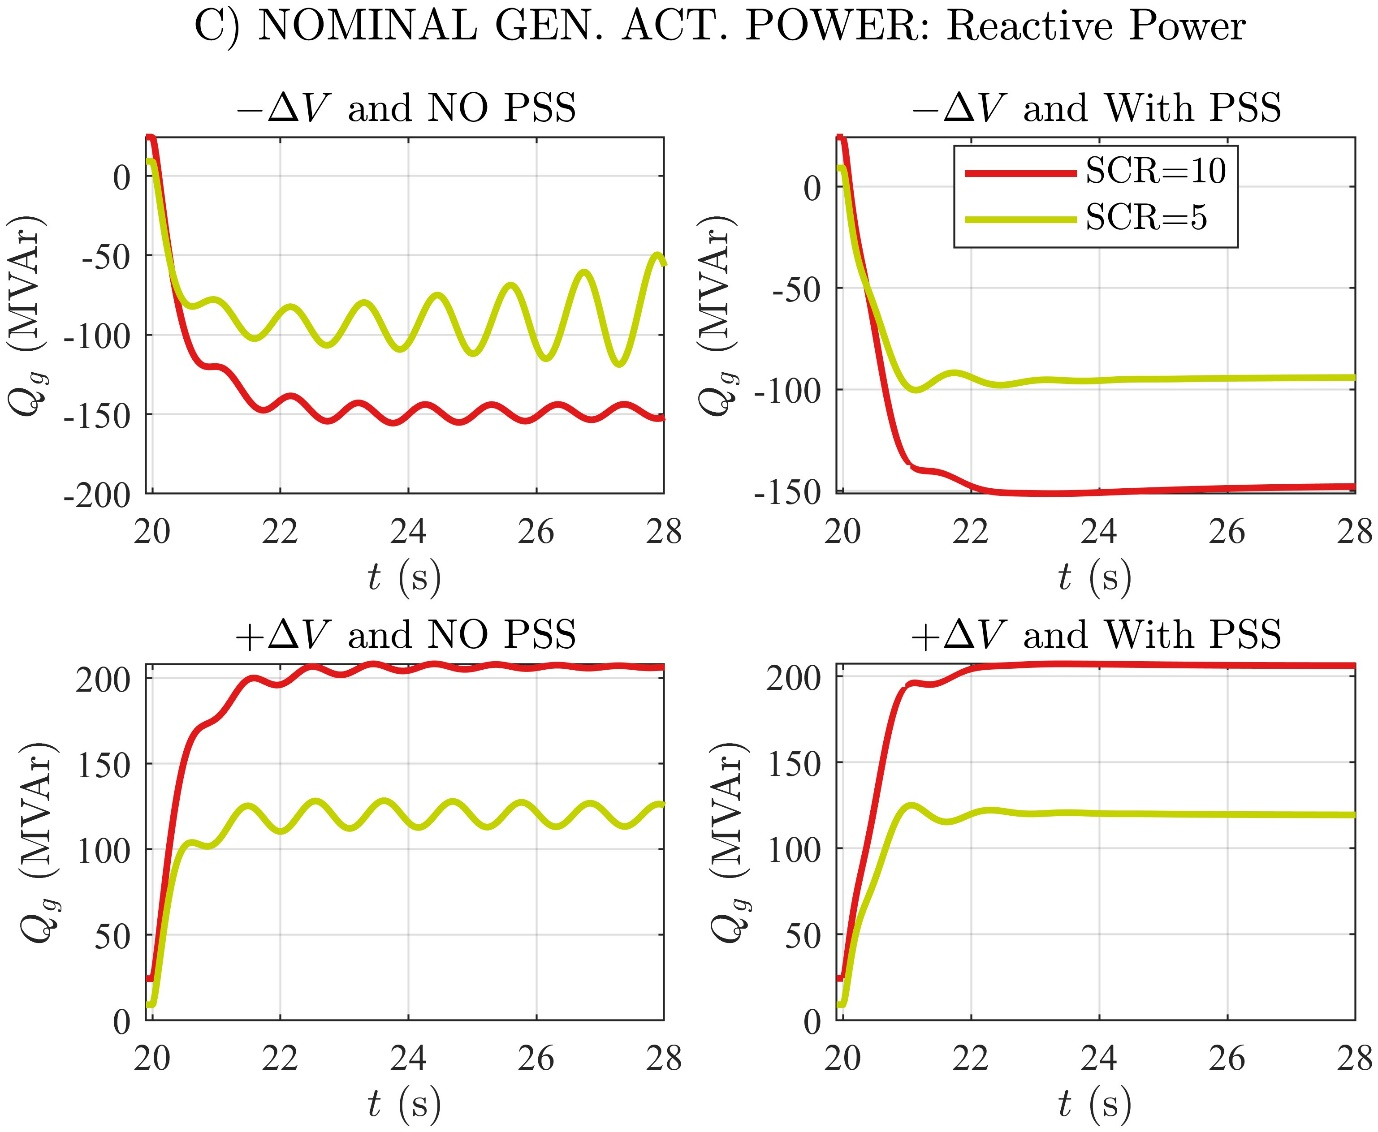 C) NOMINAL GEN. ACT. POWER: Reactive Power
−ΔV and NO PSS
Q_g (MVAr)
0
-50
-100
-150
-200
20 22 24 26 28
t (s)
−ΔV and With PSS
SCR=10
SCR=5
Q_g (MVAr)
0
-50
-100
-150
20 22 24 26 28
t (s)
+ΔV and NO PSS
Q_g (MVAr)
200
150
100
50
0
20 22 24 26 28
t (s)
+ΔV and With PSS
Q_g (MVAr)
200
150
100
50
0
20 22 24 26 28
t (s)